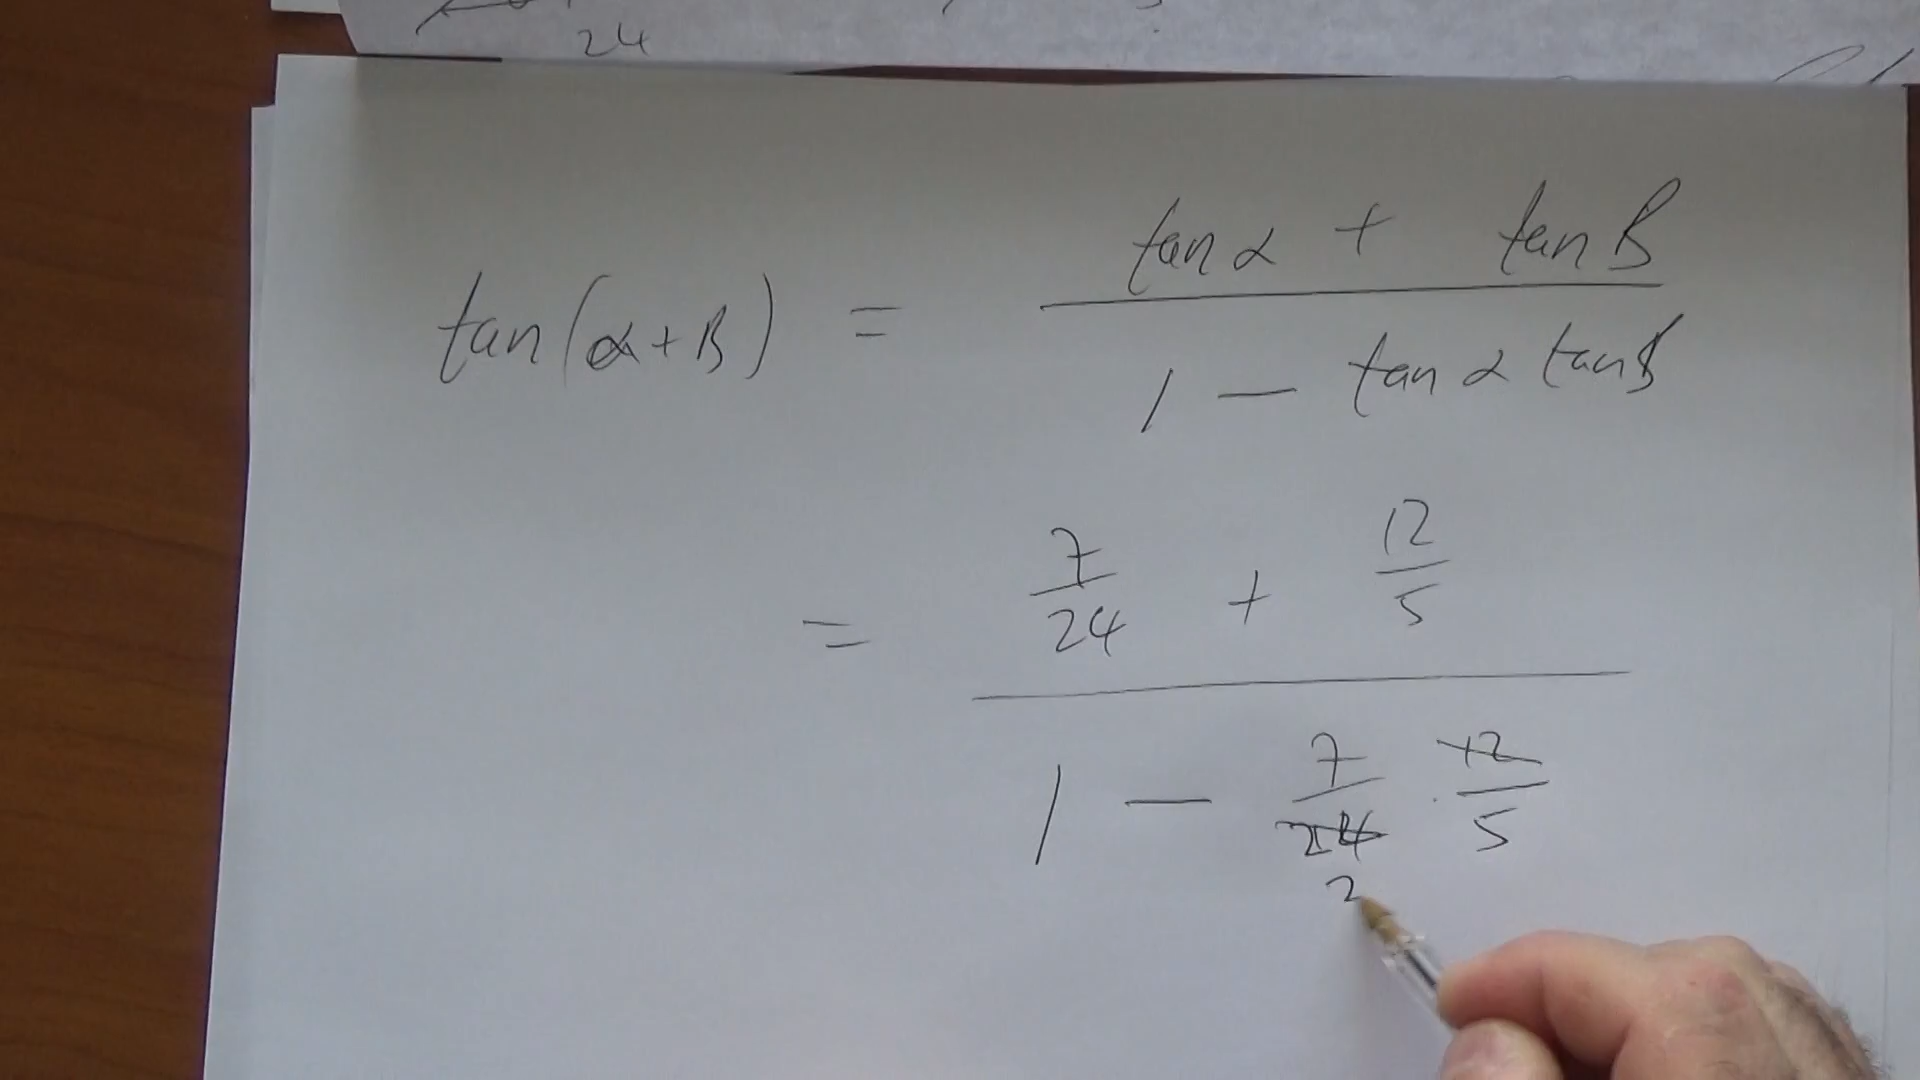 24
tan α + tan B
tan(α+B) =
1 — tan α tan B
7 12
= — + —
24 5
1 — 7/24 . 12/5
2